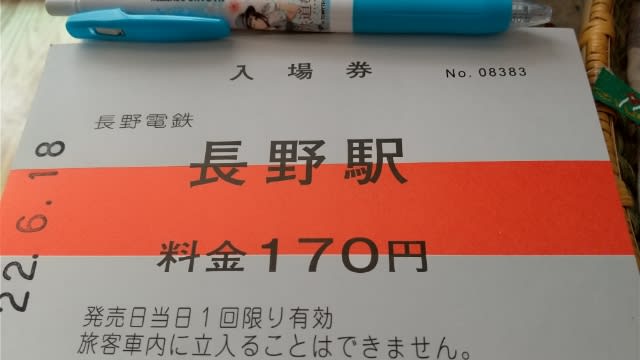 入場券
No. 08383
長野電鉄
長野駅
22.6.18
料金170円
発売日当日1回限り有効
旅客車内に立入ることはできません。